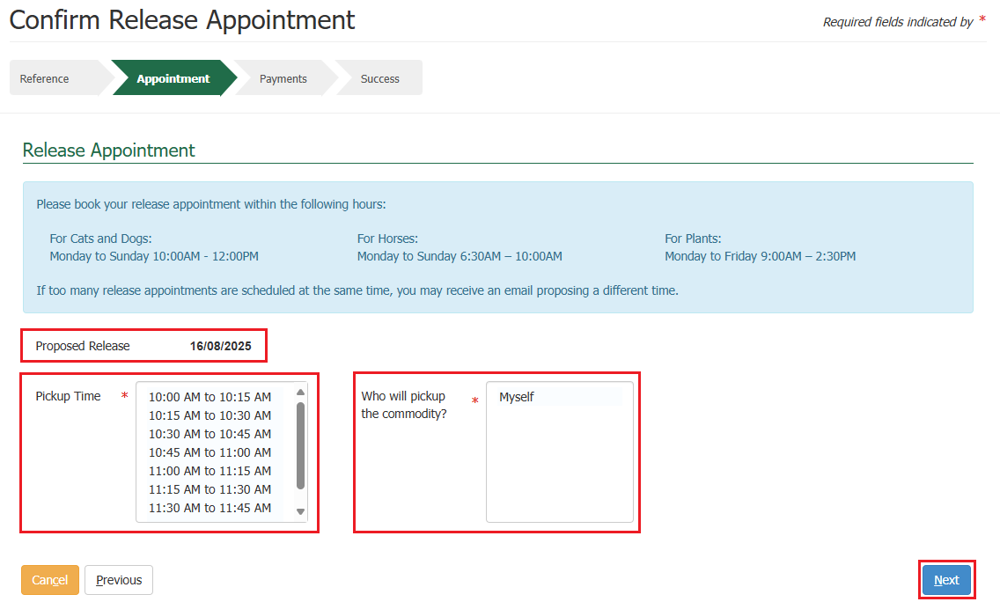 Confirm Release Appointment
Required fields indicated by *
Reference
Appointment
Payments
Success
Release Appointment
Please book your release appointment within the following hours:
For Cats and Dogs:
Monday to Sunday 10:00AM - 12:00PM
For Horses:
Monday to Sunday 6:30AM – 10:00AM
For Plants:
Monday to Friday 9:00AM – 2:30PM
If too many release appointments are scheduled at the same time, you may receive an email proposing a different time.
Proposed Release 16/08/2025
Pickup Time *
10:00 AM to 10:15 AM
10:15 AM to 10:30 AM
10:30 AM to 10:45 AM
10:45 AM to 11:00 AM
11:00 AM to 11:15 AM
11:15 AM to 11:30 AM
11:30 AM to 11:45 AM
Who will pickup *
the commodity?
Myself
Cancel
Previous
Next